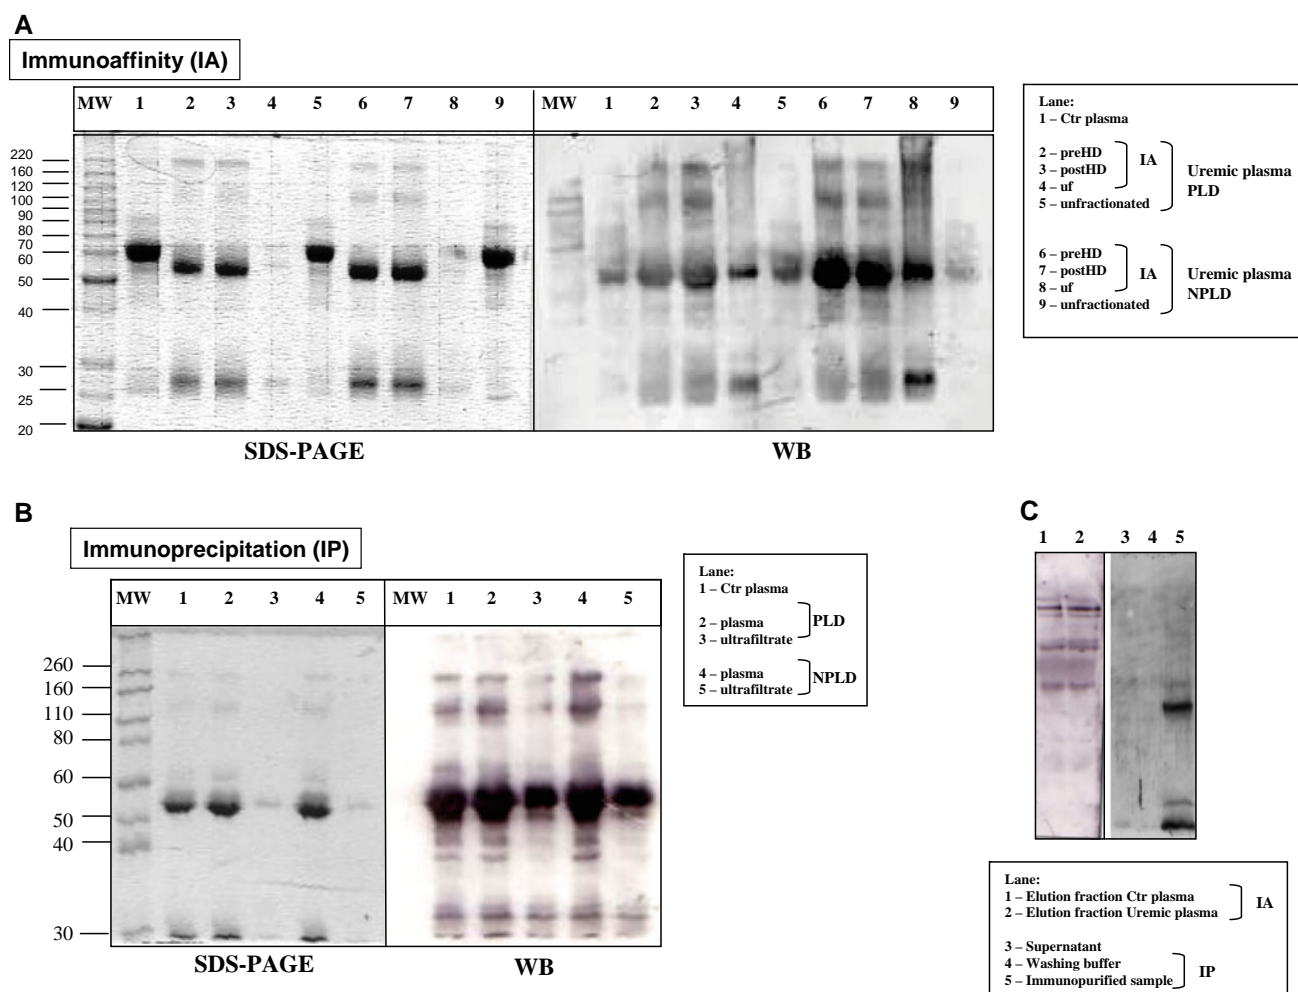 A
Immunoaffinity (IA)
MW 1 2 3 4 5 6 7 8 9 MW 1 2 3 4 5 6 7 8 9
220
160
120
100
90
80
70
60
50
40
30
25
20
SDS-PAGE WB
Lane:
1 – Ctr plasma
2 – preHD
3 – postHD
4 – uf
5 – unfractionated
IA
Uremic plasma
PLD
6 – preHD
7 – postHD
8 – uf
9 – unfractionated
IA
Uremic plasma
NPLD
B
Immunoprecipitation (IP)
MW 1 2 3 4 5 MW 1 2 3 4 5
260
160
110
80
60
50
40
30
SDS-PAGE WB
Lane:
1 – Ctr plasma
2 – plasma
3 – ultrafiltrate
PLD
4 – plasma
5 – ultrafiltrate
NPLD
C
1 2 3 4 5
Lane:
1 – Elution fraction Ctr plasma
2 – Elution fraction Uremic plasma
IA
3 – Supernatant
4 – Washing buffer
5 – Immunopurified sample
IP